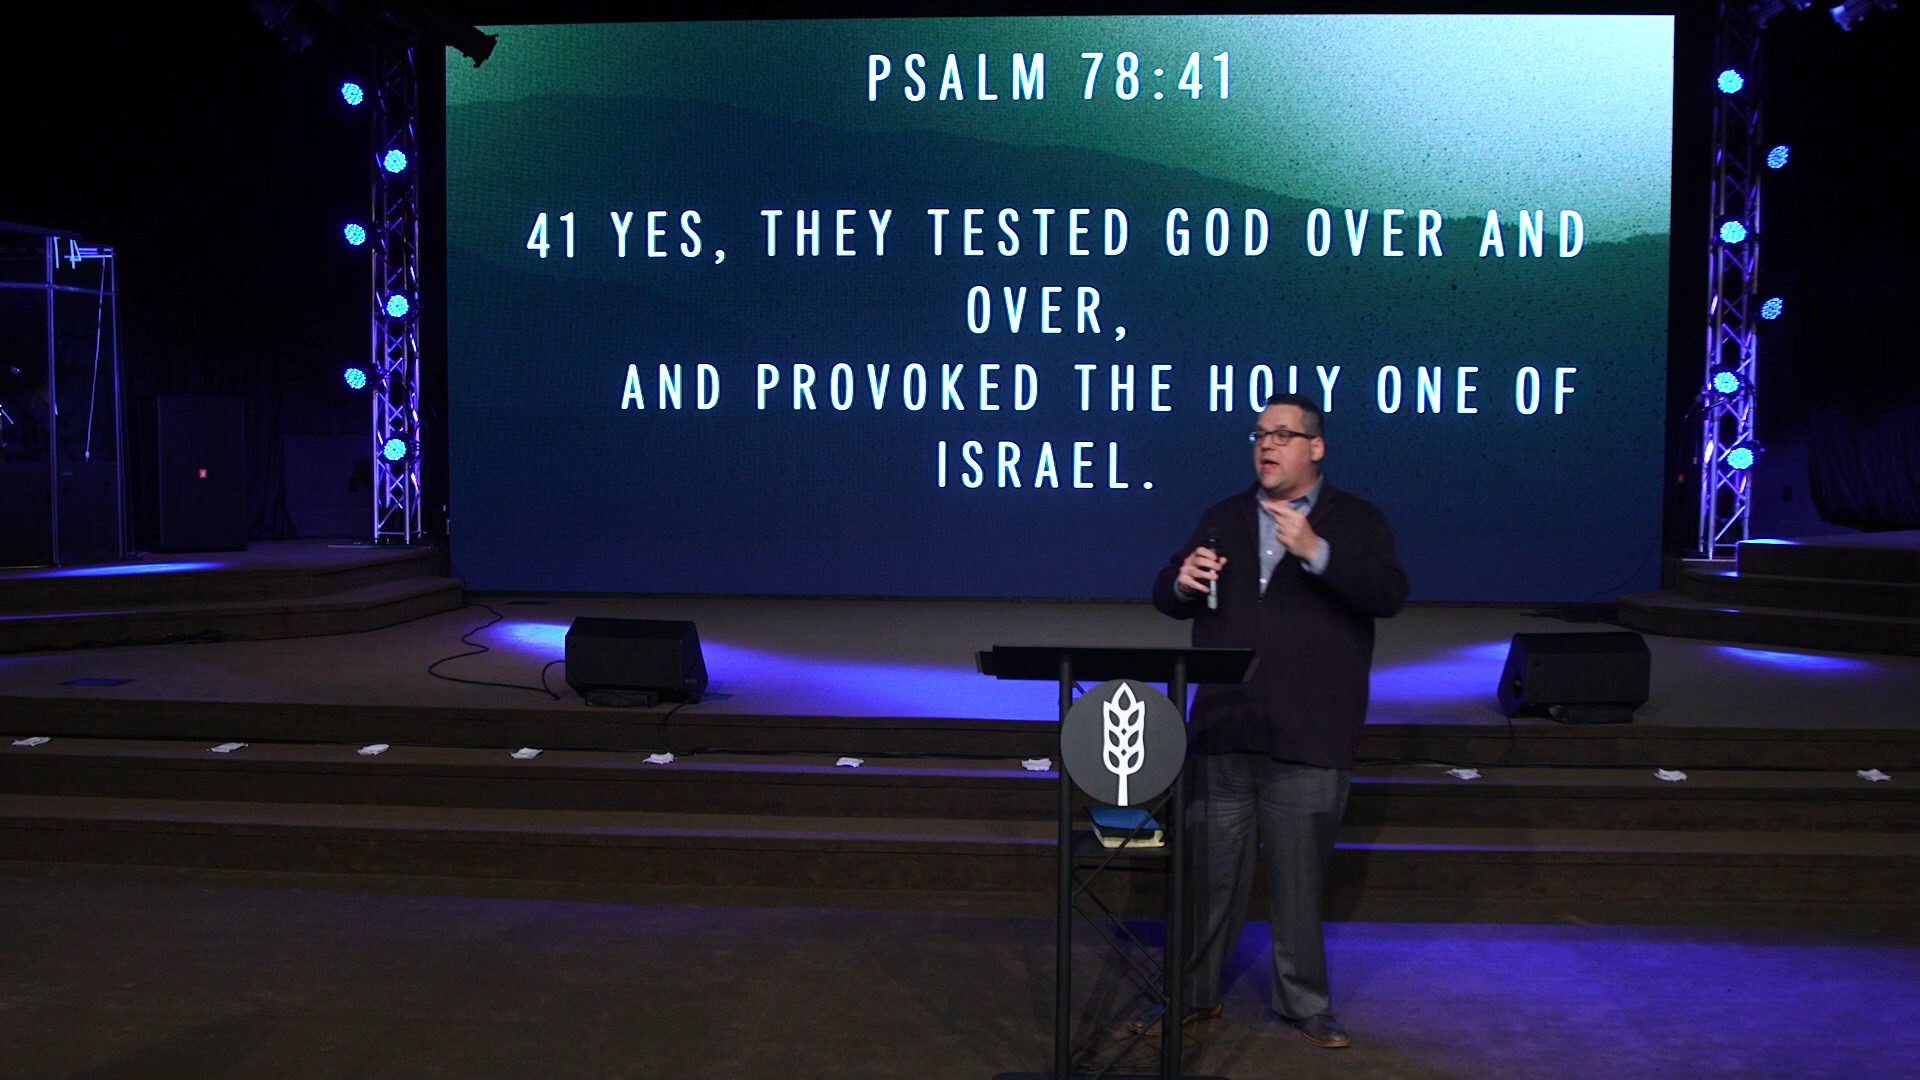 PSALM 78:41
41 YES, THEY TESTED GOD OVER AND
OVER,
AND PROVOKED THE HOLY ONE OF
ISRAEL.